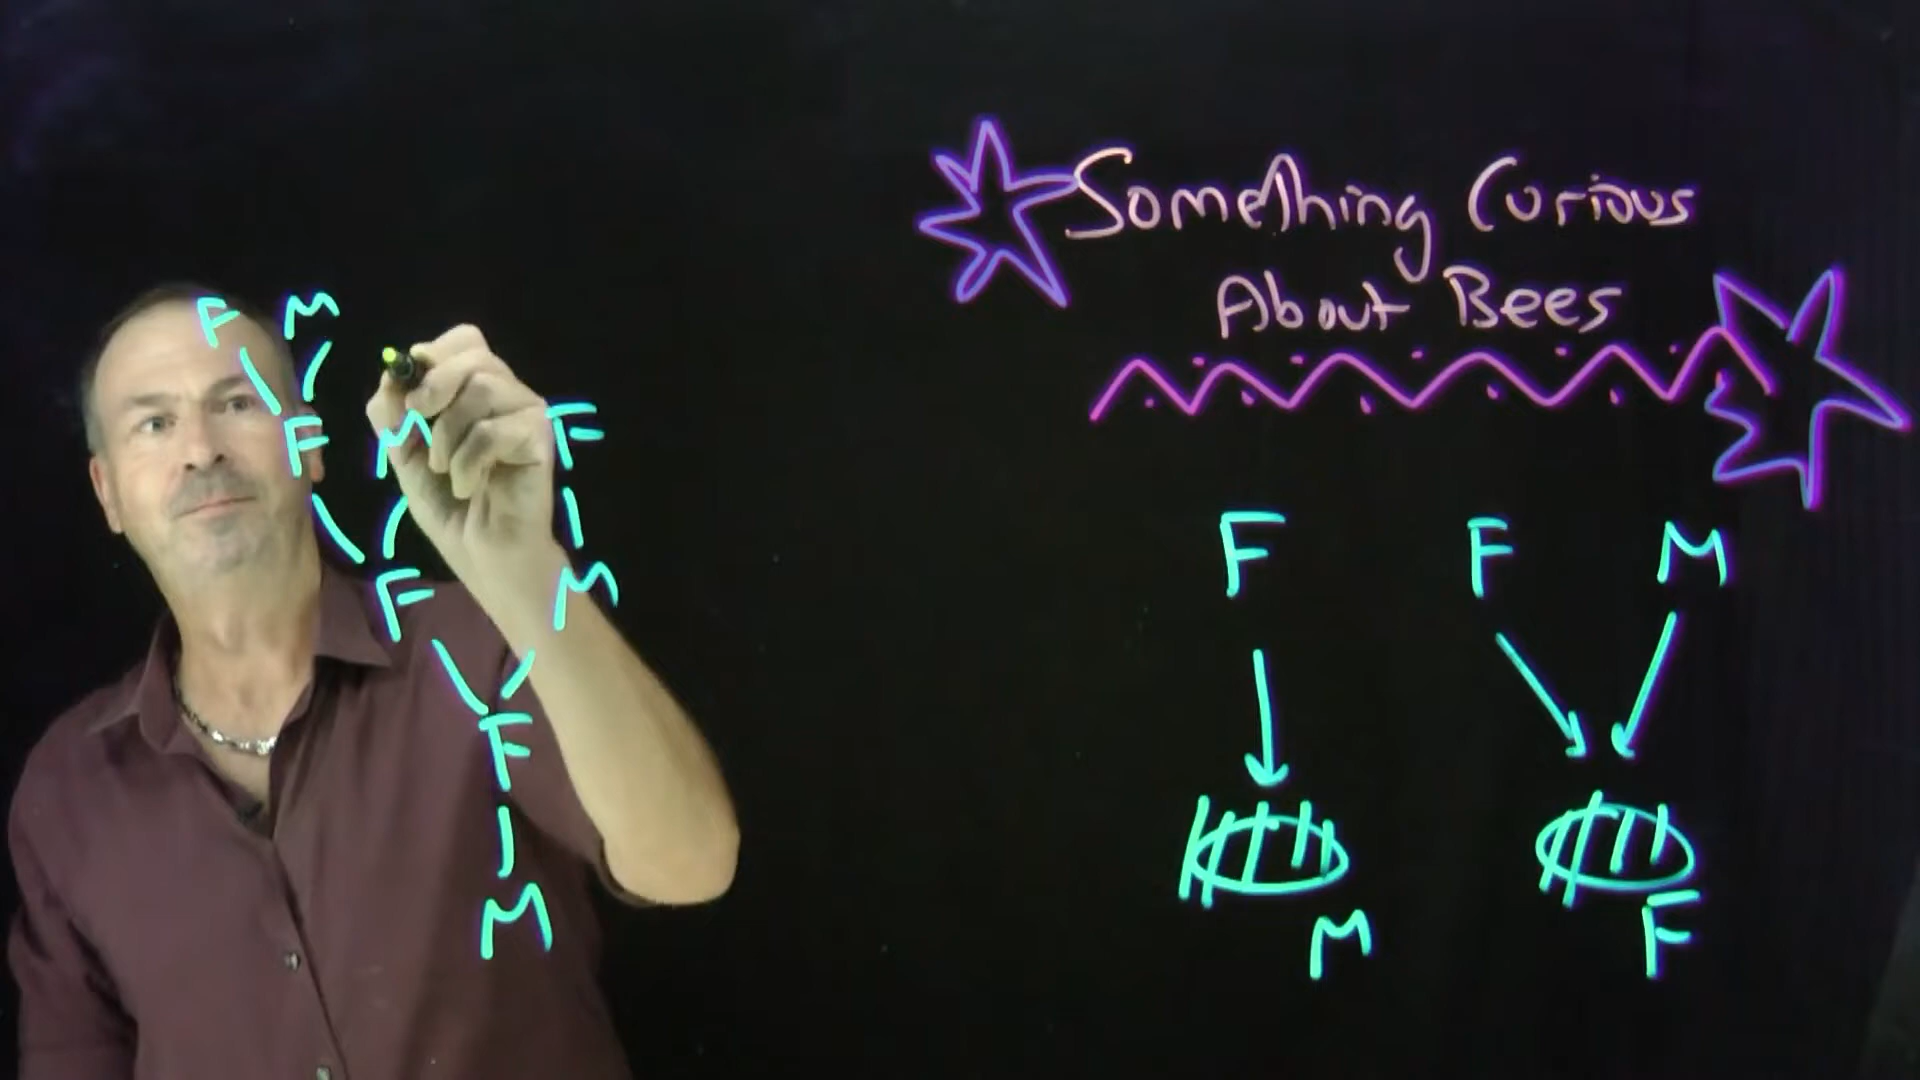 Something Curious
About Bees
F M
F M F
F M
F
M
F F M
M F